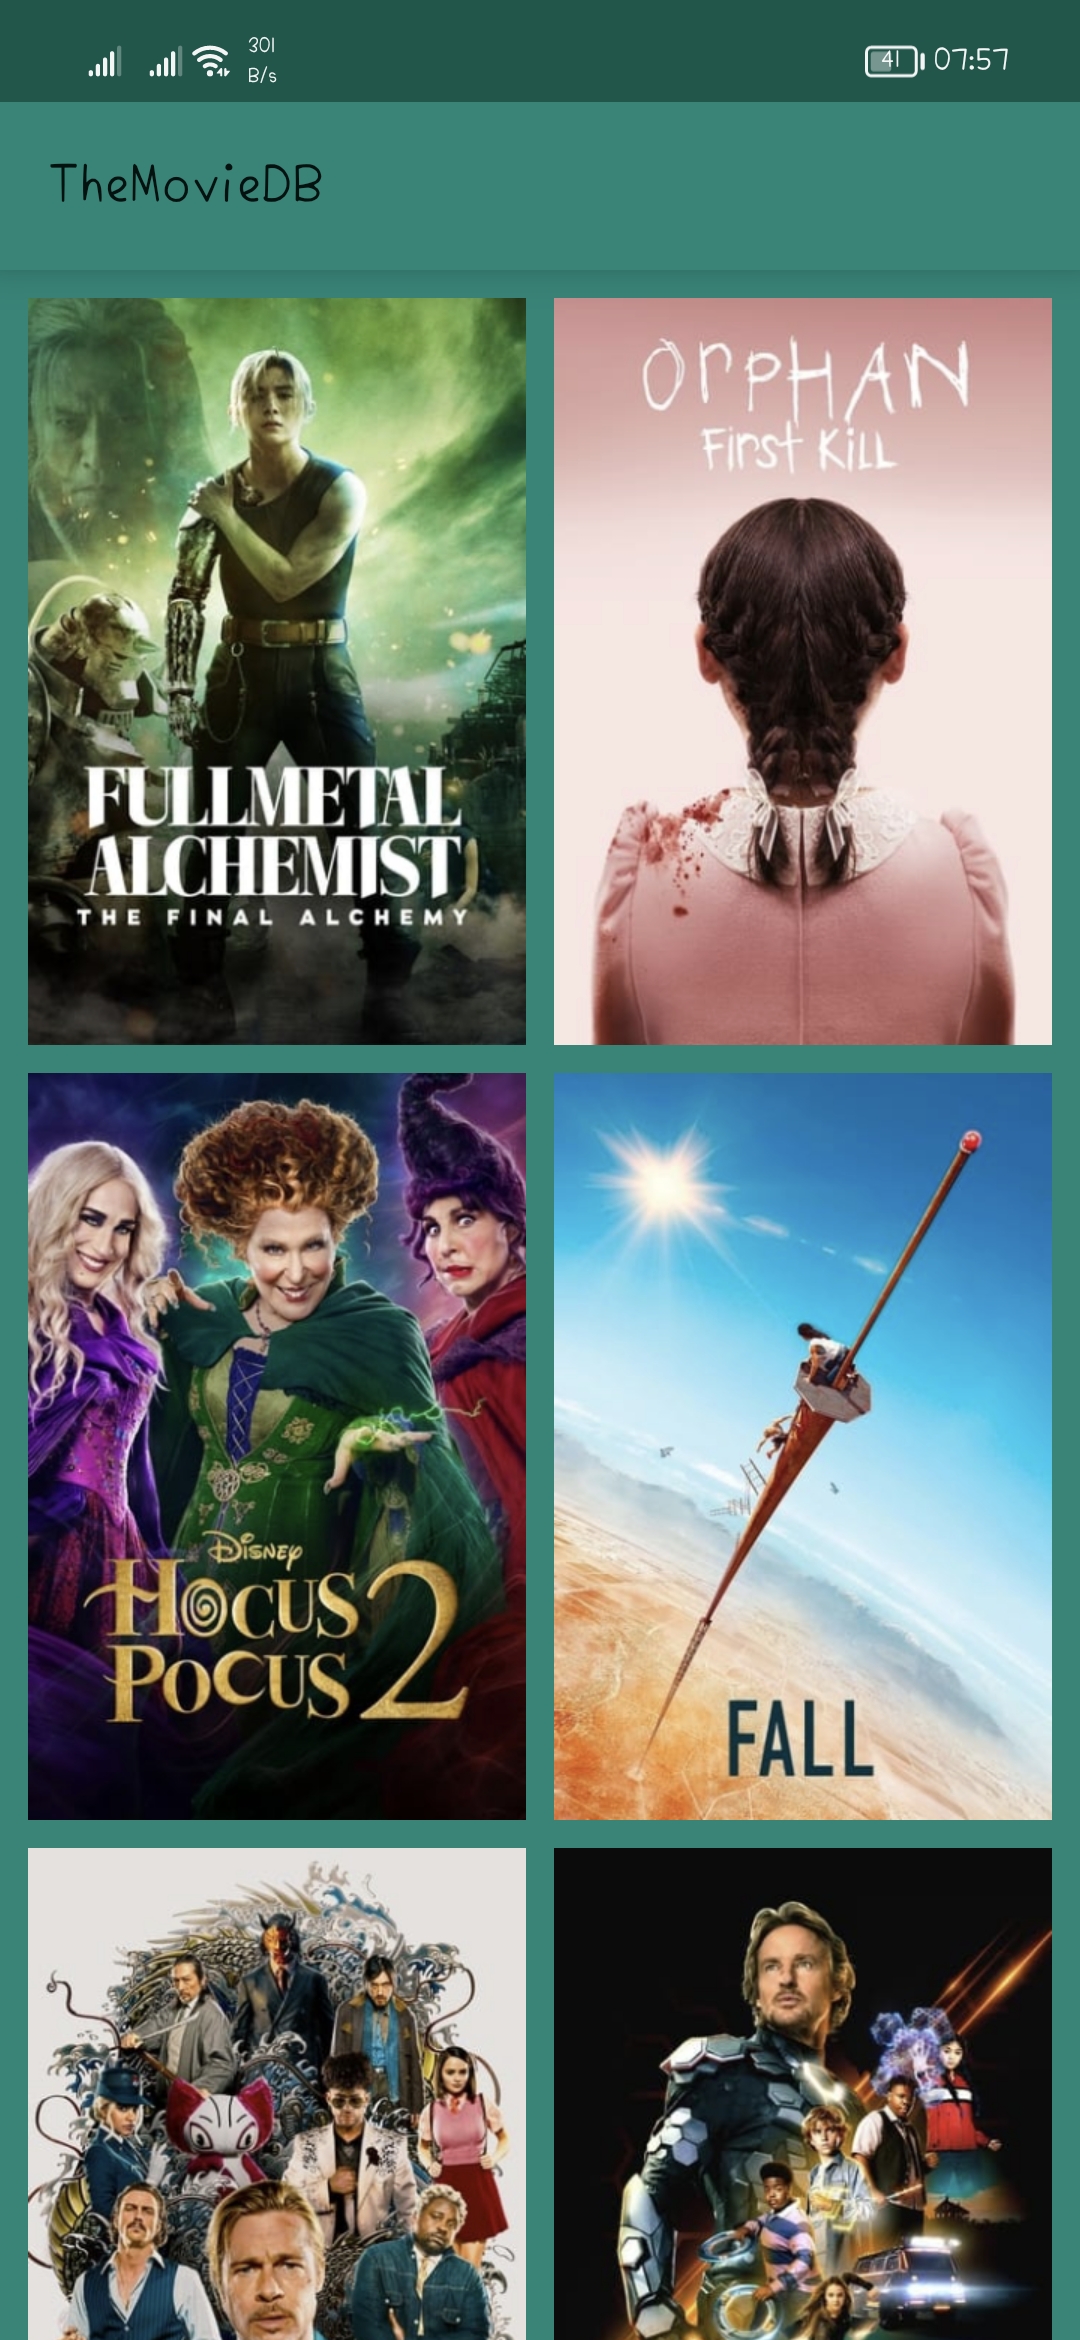 301
B/s
41
07:57
TheMovieDB
FULLMETAL
ALCHEMIST
THE FINAL ALCHEMY
OrPHAN
First KiLL
Disney
HOCUS
POCUS 2
FALL